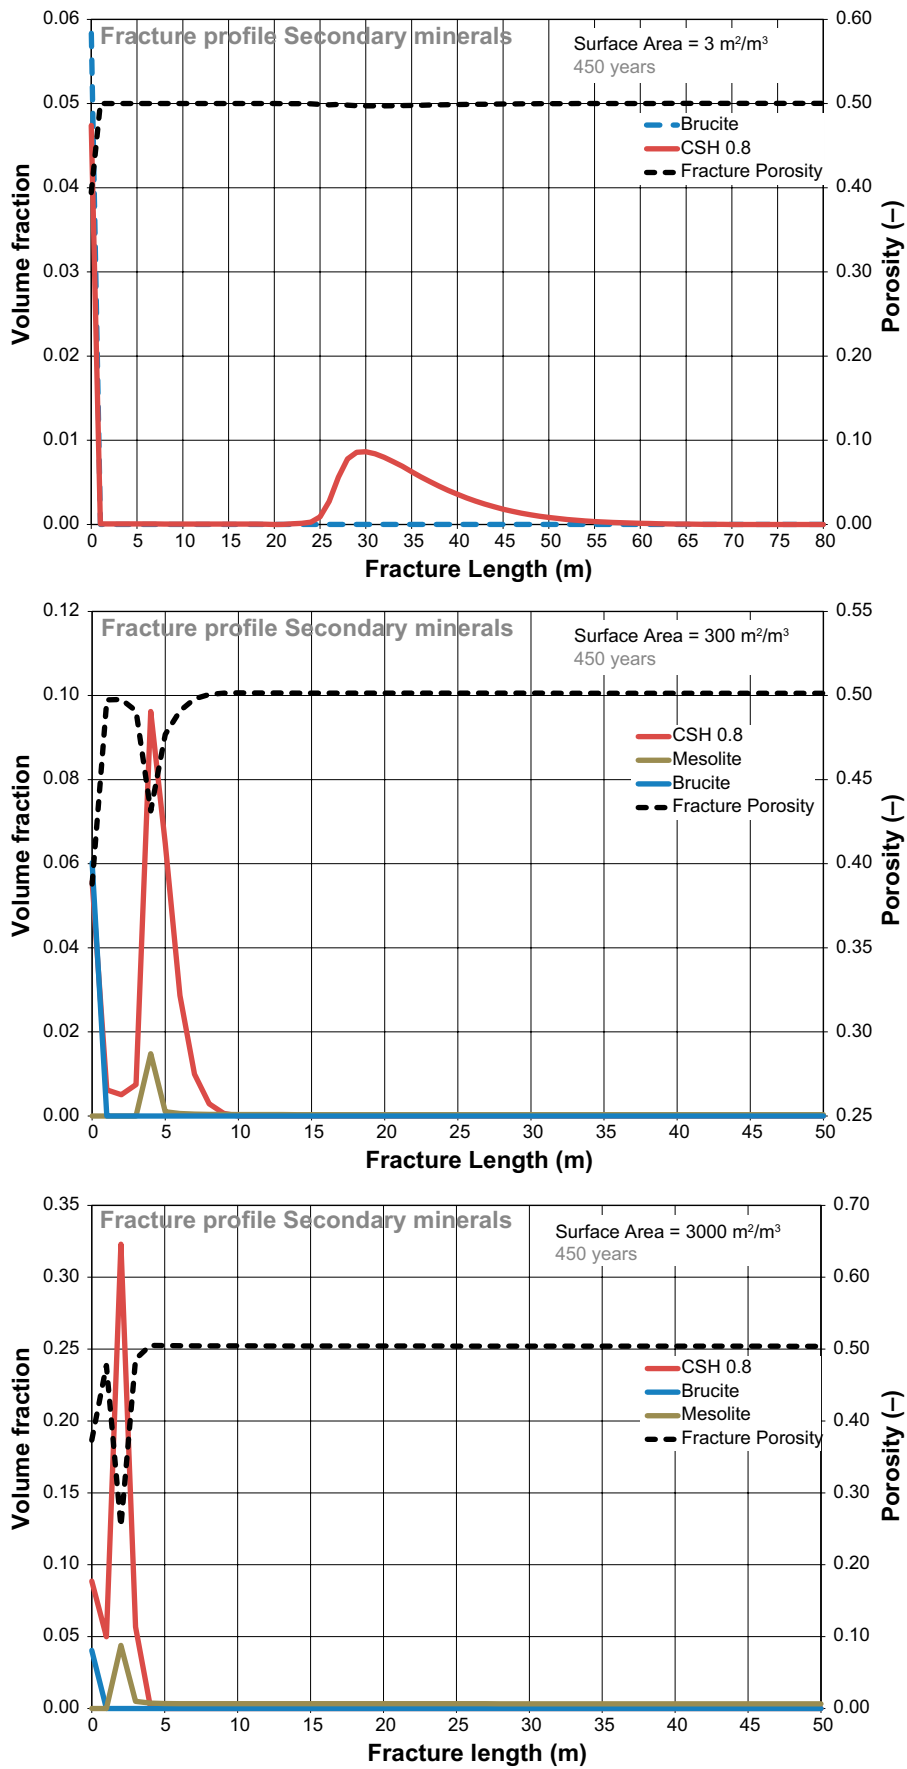 Fracture profile Secondary minerals
Surface Area = 3 m²/m³
450 years
Brucite
CSH 0.8
Fracture Porosity
Volume fraction
0.06
0.05
0.04
0.03
0.02
0.01
0.00
Porosity (–)
0.60
0.50
0.40
0.30
0.20
0.10
0.00
0 5 10 15 20 25 30 35 40 45 50 55 60 65 70 75 80
Fracture Length (m)
Fracture profile Secondary minerals
Surface Area = 300 m²/m³
450 years
CSH 0.8
Mesolite
Brucite
Fracture Porosity
Volume fraction
0.12
0.10
0.08
0.06
0.04
0.02
0.00
Porosity (–)
0.55
0.50
0.45
0.40
0.35
0.30
0.25
0 5 10 15 20 25 30 35 40 45 50
Fracture Length (m)
Fracture profile Secondary minerals
Surface Area = 3000 m²/m³
450 years
CSH 0.8
Brucite
Mesolite
Fracture Porosity
Volume fraction
0.35
0.30
0.25
0.20
0.15
0.10
0.05
0.00
Porosity (–)
0.70
0.60
0.50
0.40
0.30
0.20
0.10
0.00
0 5 10 15 20 25 30 35 40 45 50
Fracture length (m)